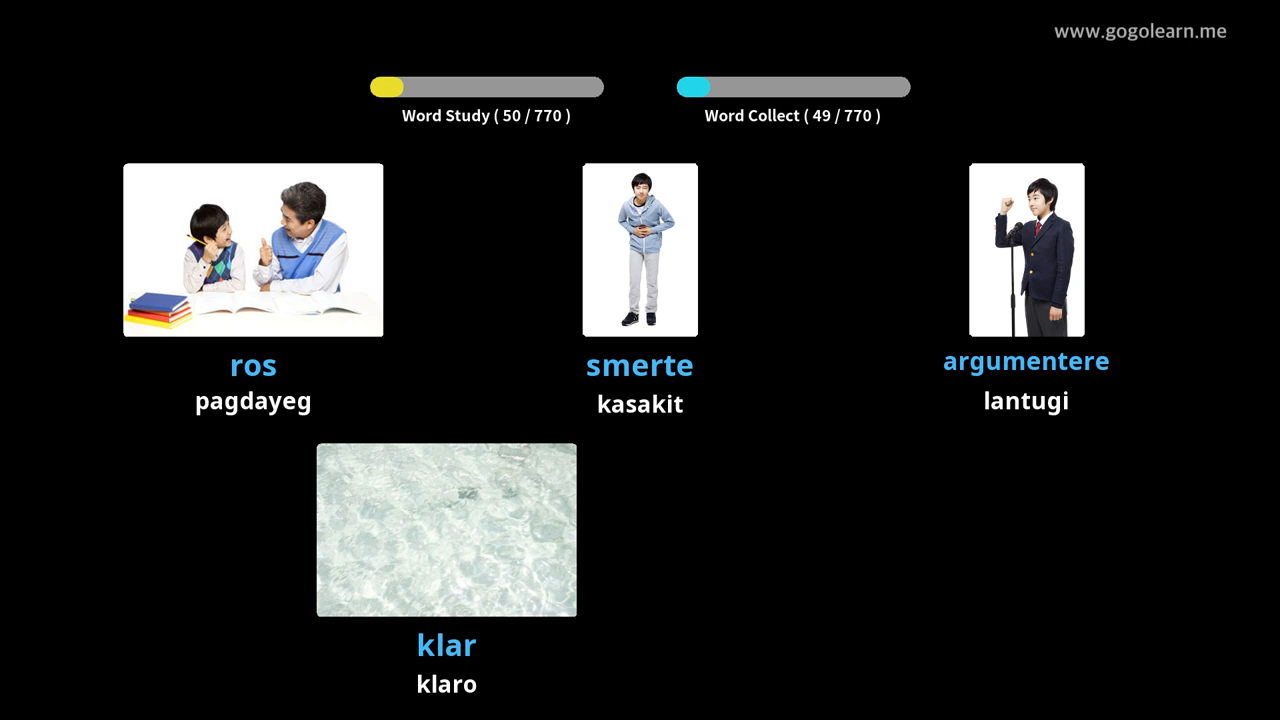 www.gogolearn.me
Word Study ( 50 / 770 )
Word Collect ( 49 / 770 )
ros
pagdayeg
smerte
kasakit
argumentere
lantugi
klar
klaro